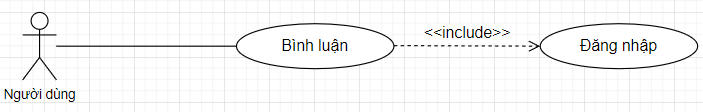 <<include>>
Bình luận
Đăng nhập
Người dùng